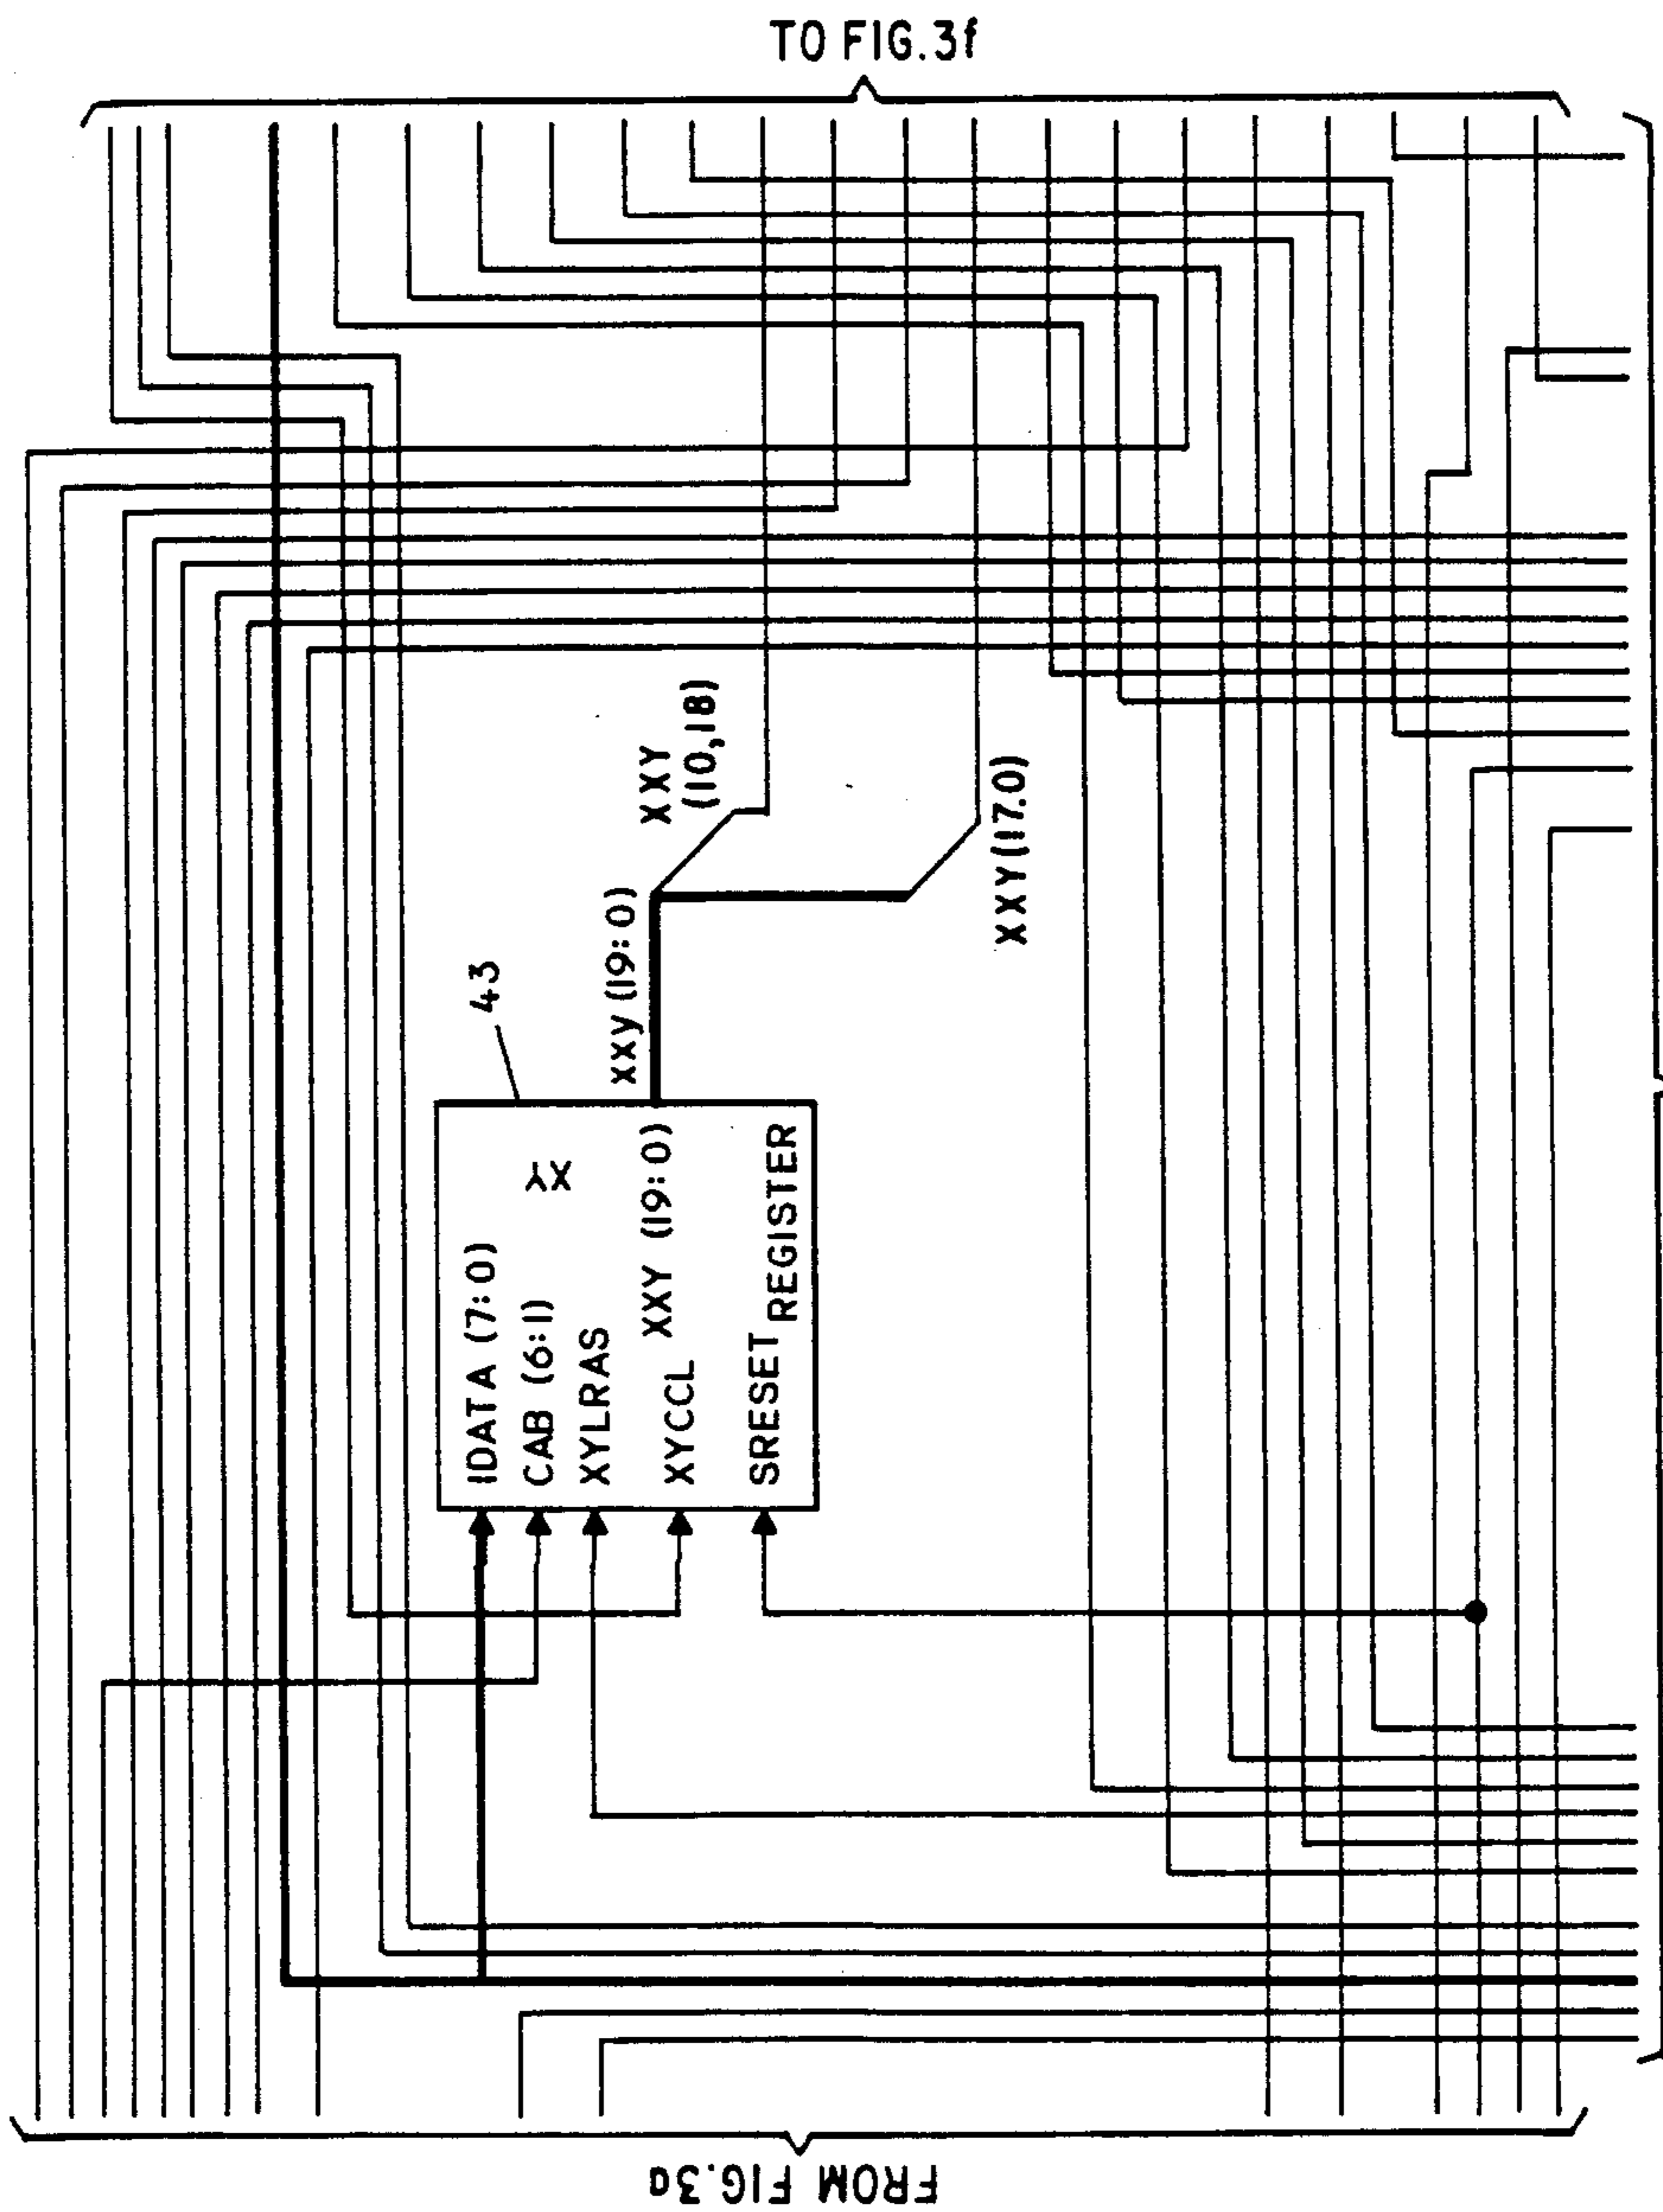 TO FIG.3f
XXY
(10,18)
XXY(17.0)
xxy (19:0)
43
XY
IDATA (7:0)
CAB (6:1)
XYLRAS
XXY (19:0)
XYCCL
SRESET
REGISTER
FROM FIG.3a